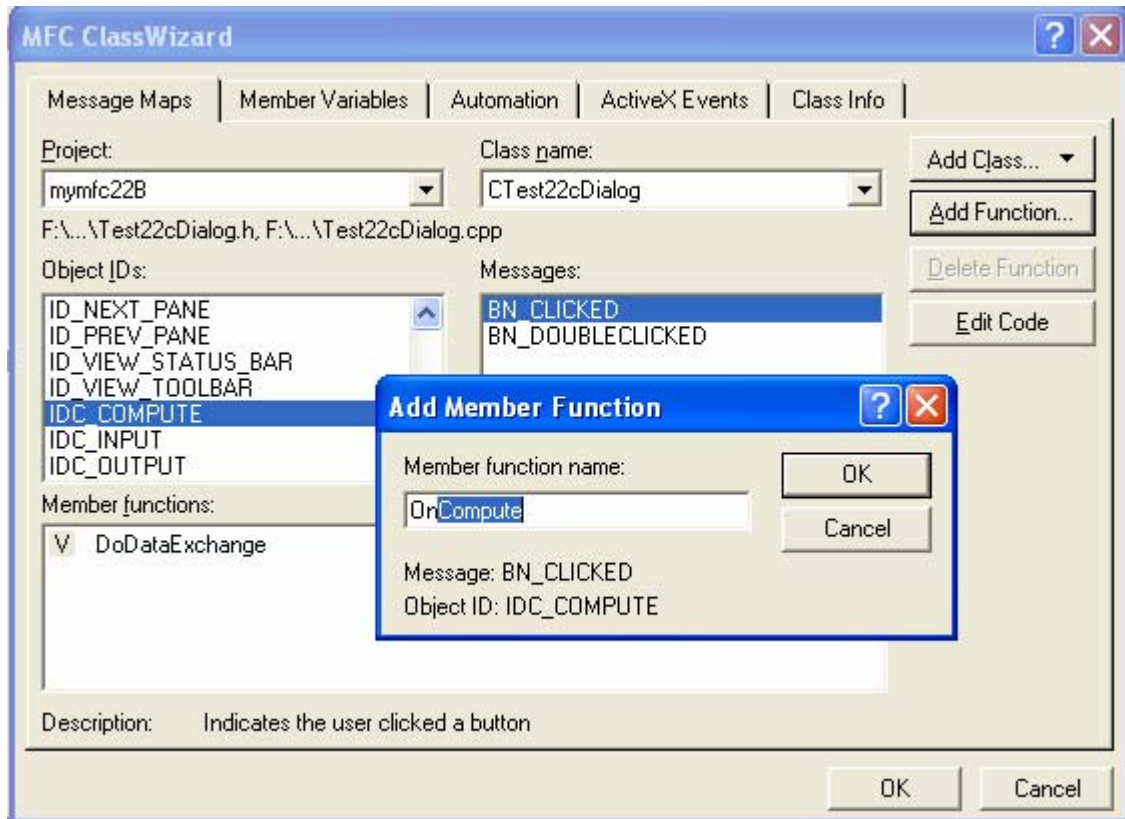 MFC ClassWizard
Message Maps
Member Variables
Automation
ActiveX Events
Class Info
Project:
Class name:
mymfc22B
CTest22cDialog
Add Class...
Add Function...
Delete Function
Edit Code
F:\...\Test22cDialog.h, F:\...\Test22cDialog.cpp
Object IDs:
Messages:
ID_NEXT_PANE
ID_PREV_PANE
ID_VIEW_STATUS_BAR
ID_VIEW_TOOLBAR
IDC_COMPUTE
IDC_INPUT
IDC_OUTPUT
BN_CLICKED
BN_DOUBLECLICKED
Member functions:
V DoDataExchange
Add Member Function
Member function name:
OnCompute
OK
Cancel
Message: BN_CLICKED
Object ID: IDC_COMPUTE
Description: Indicates the user clicked a button
OK
Cancel